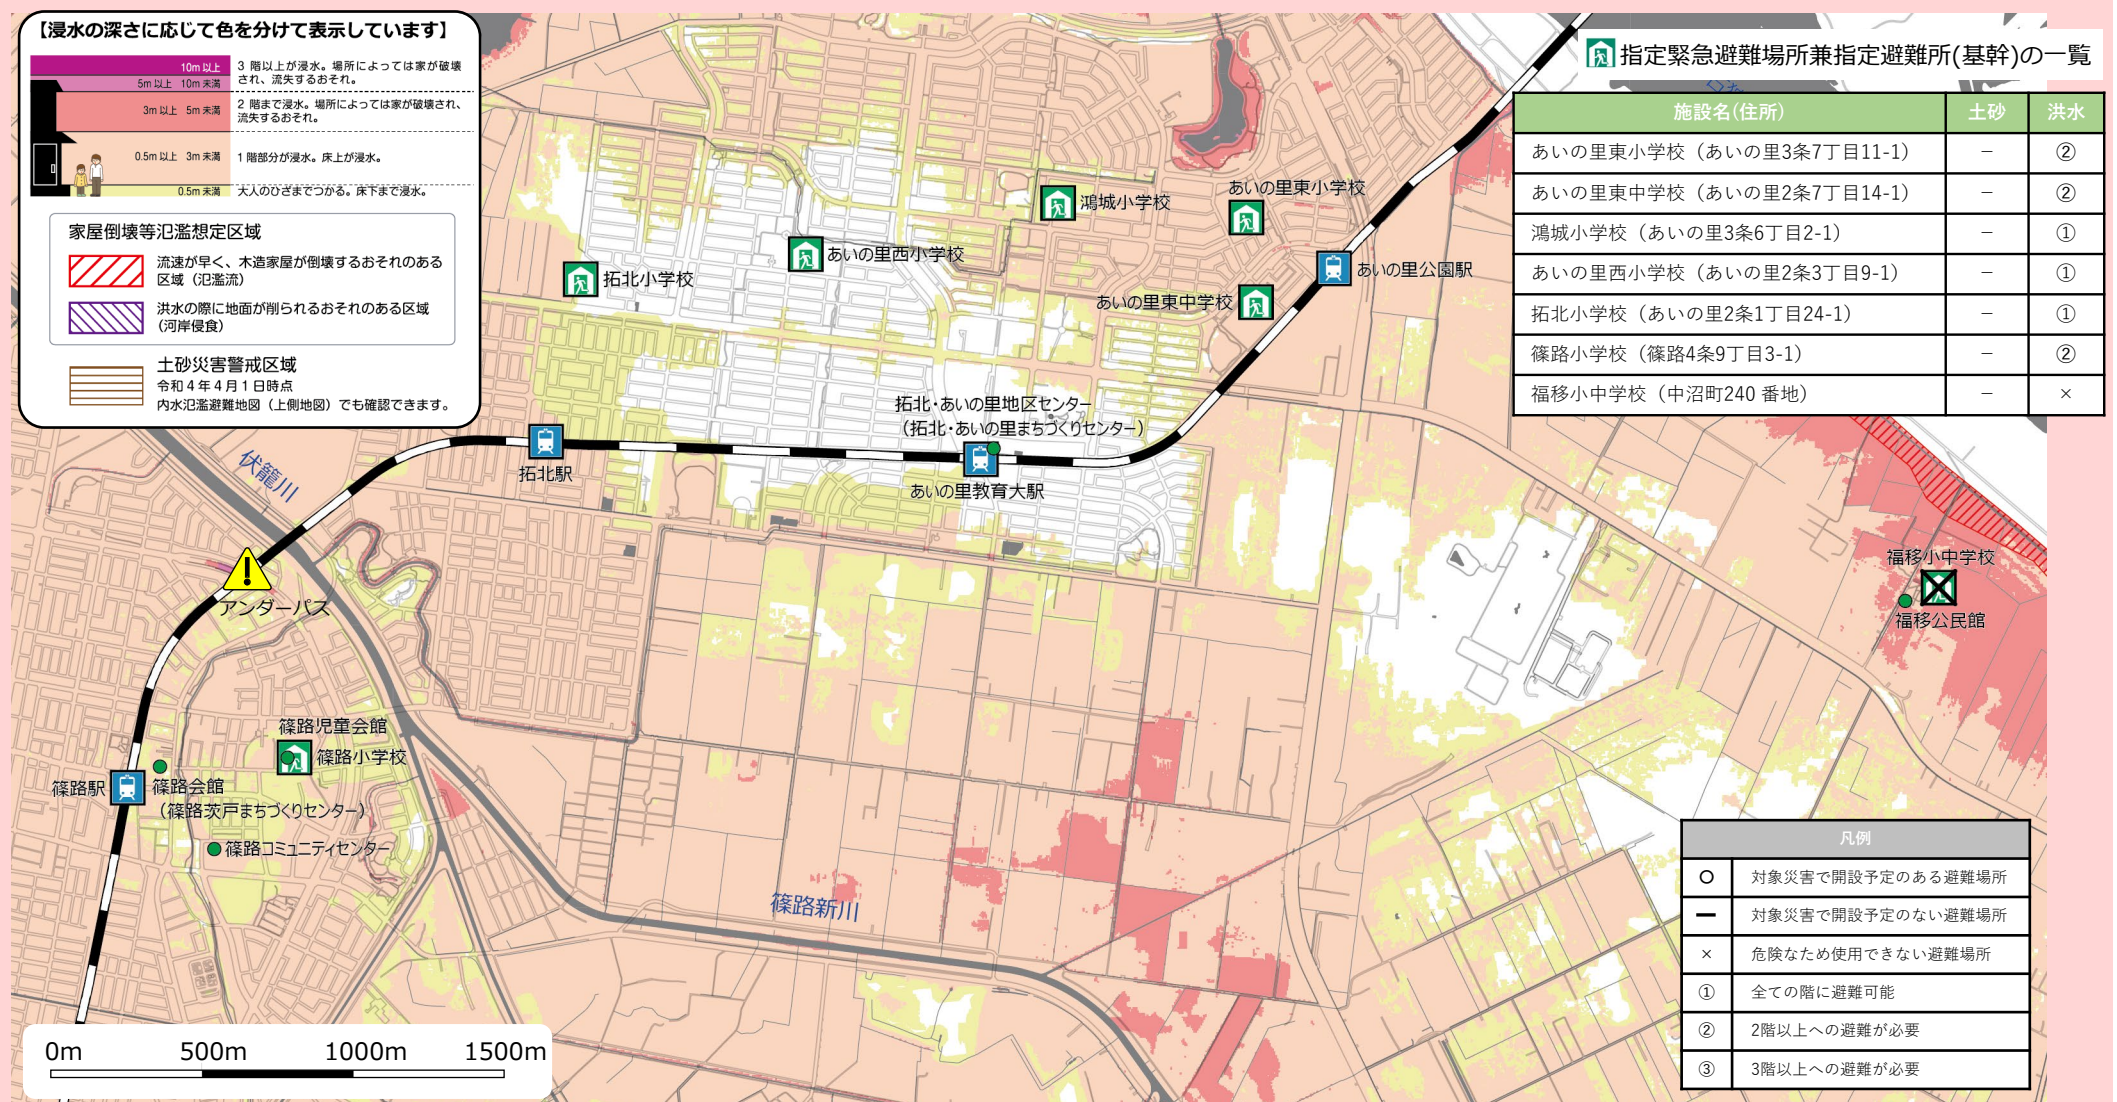 【浸水の深さに応じて色を分けて表示しています】
10m 以上
3 階以上が浸水。場所によっては家が破壊
され、流失するおそれ。
5m 以上 10m 未満
3m 以上 5m 未満
2 階まで浸水。場所によっては家が破壊され、
流失するおそれ。
0.5m 以上 3m 未満
1 階部分が浸水。床上が浸水。
0.5m 未満
大人のひざまでつかる。床下まで浸水。
家屋倒壊等氾濫想定区域
流速が早く、木造家屋が倒壊するおそれのある
区域（氾濫流）
洪水の際に地面が削られるおそれのある区域
（河岸侵食）
土砂災害警戒区域
令和４年４月１日時点
内水氾濫避難地図（上側地図）でも確認できます。
指定緊急避難場所兼指定避難所(基幹)の一覧
施設名(住所) 土砂 洪水
あいの里東小学校（あいの里3条7丁目11-1） － ②
あいの里東中学校（あいの里2条7丁目14-1） － ②
鴻城小学校（あいの里3条6丁目2-1） － ①
あいの里西小学校（あいの里2条3丁目9-1） － ①
拓北小学校（あいの里2条1丁目24-1） － ①
篠路小学校（篠路4条9丁目3-1） － ②
福移小中学校（中沼町240 番地） － ×
あいの里東小学校
鴻城小学校
あいの里西小学校
拓北小学校
あいの里公園駅
あいの里東中学校
拓北・あいの里地区センター
（拓北・あいの里まちづくりセンター）
拓北駅
あいの里教育大駅
伏籠川
アンダーパス
福移小中学校
福移公民館
篠路児童会館
篠路小学校
篠路駅
篠路会館
（篠路茨戸まちづくりセンター）
篠路コミュニティセンター
篠路新川
凡例
○ 対象災害で開設予定のある避難場所
ー 対象災害で開設予定のない避難場所
× 危険なため使用できない避難場所
① 全ての階に避難可能
② 2階以上への避難が必要
③ 3階以上への避難が必要
0m 500m 1000m 1500m